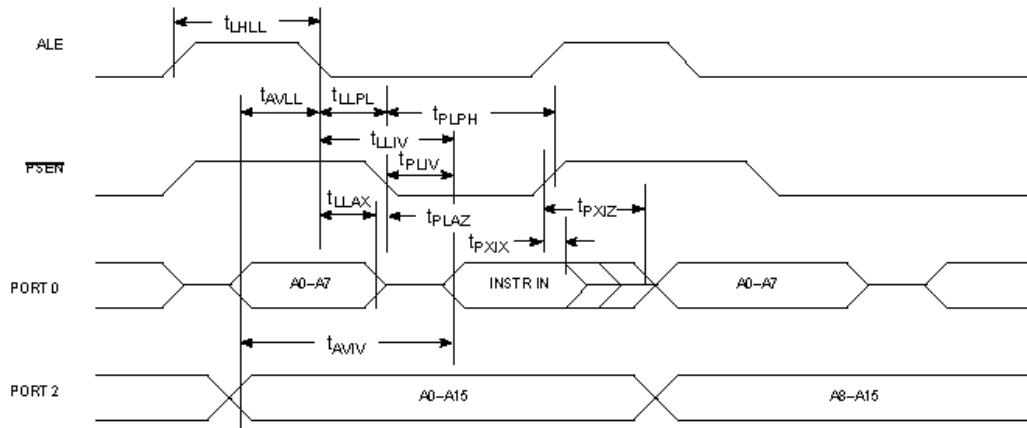 ALE
tLHLL
tAVLL
tLLPL
tPLPH
tLLIV
PSEN
tPLIV
tLLAX
tPLAZ
tPXIZ
tPXIX
PORT 0
A0–A7
INSTR IN
A0–A7
tAVIV
PORT 2
A0–A15
A8–A15